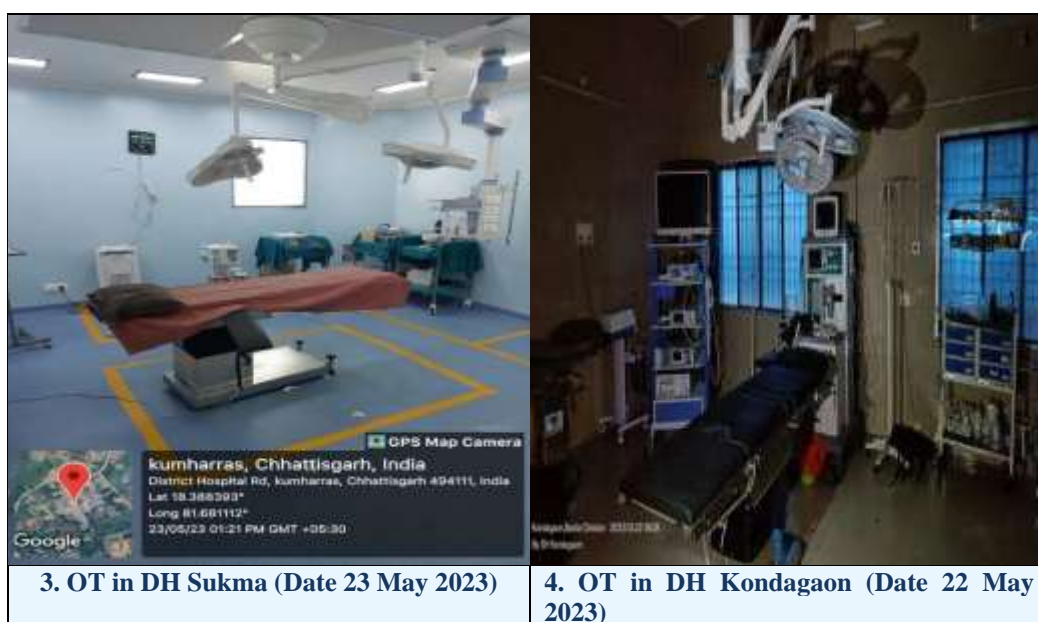 GPS Map Camera
kumharras, Chhattisgarh, India
District Hospital Rd, kumharras, Chhattisgarh 494111, India
Lat 18.388393°
Long 81.681112°
23/05/23 01:21 PM GMT +05:30
Google
3. OT in DH Sukma (Date 23 May 2023)
4. OT in DH Kondagaon (Date 22 May
2023)